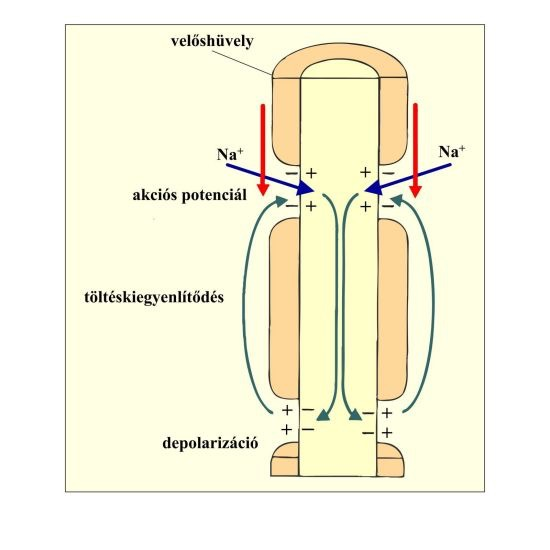 velőshüvely
Na⁺ Na⁺
− + + −
akciós potenciál
− + + −
töltéskiegyenlítődés
+ − − +
+ − − +
depolarizáció